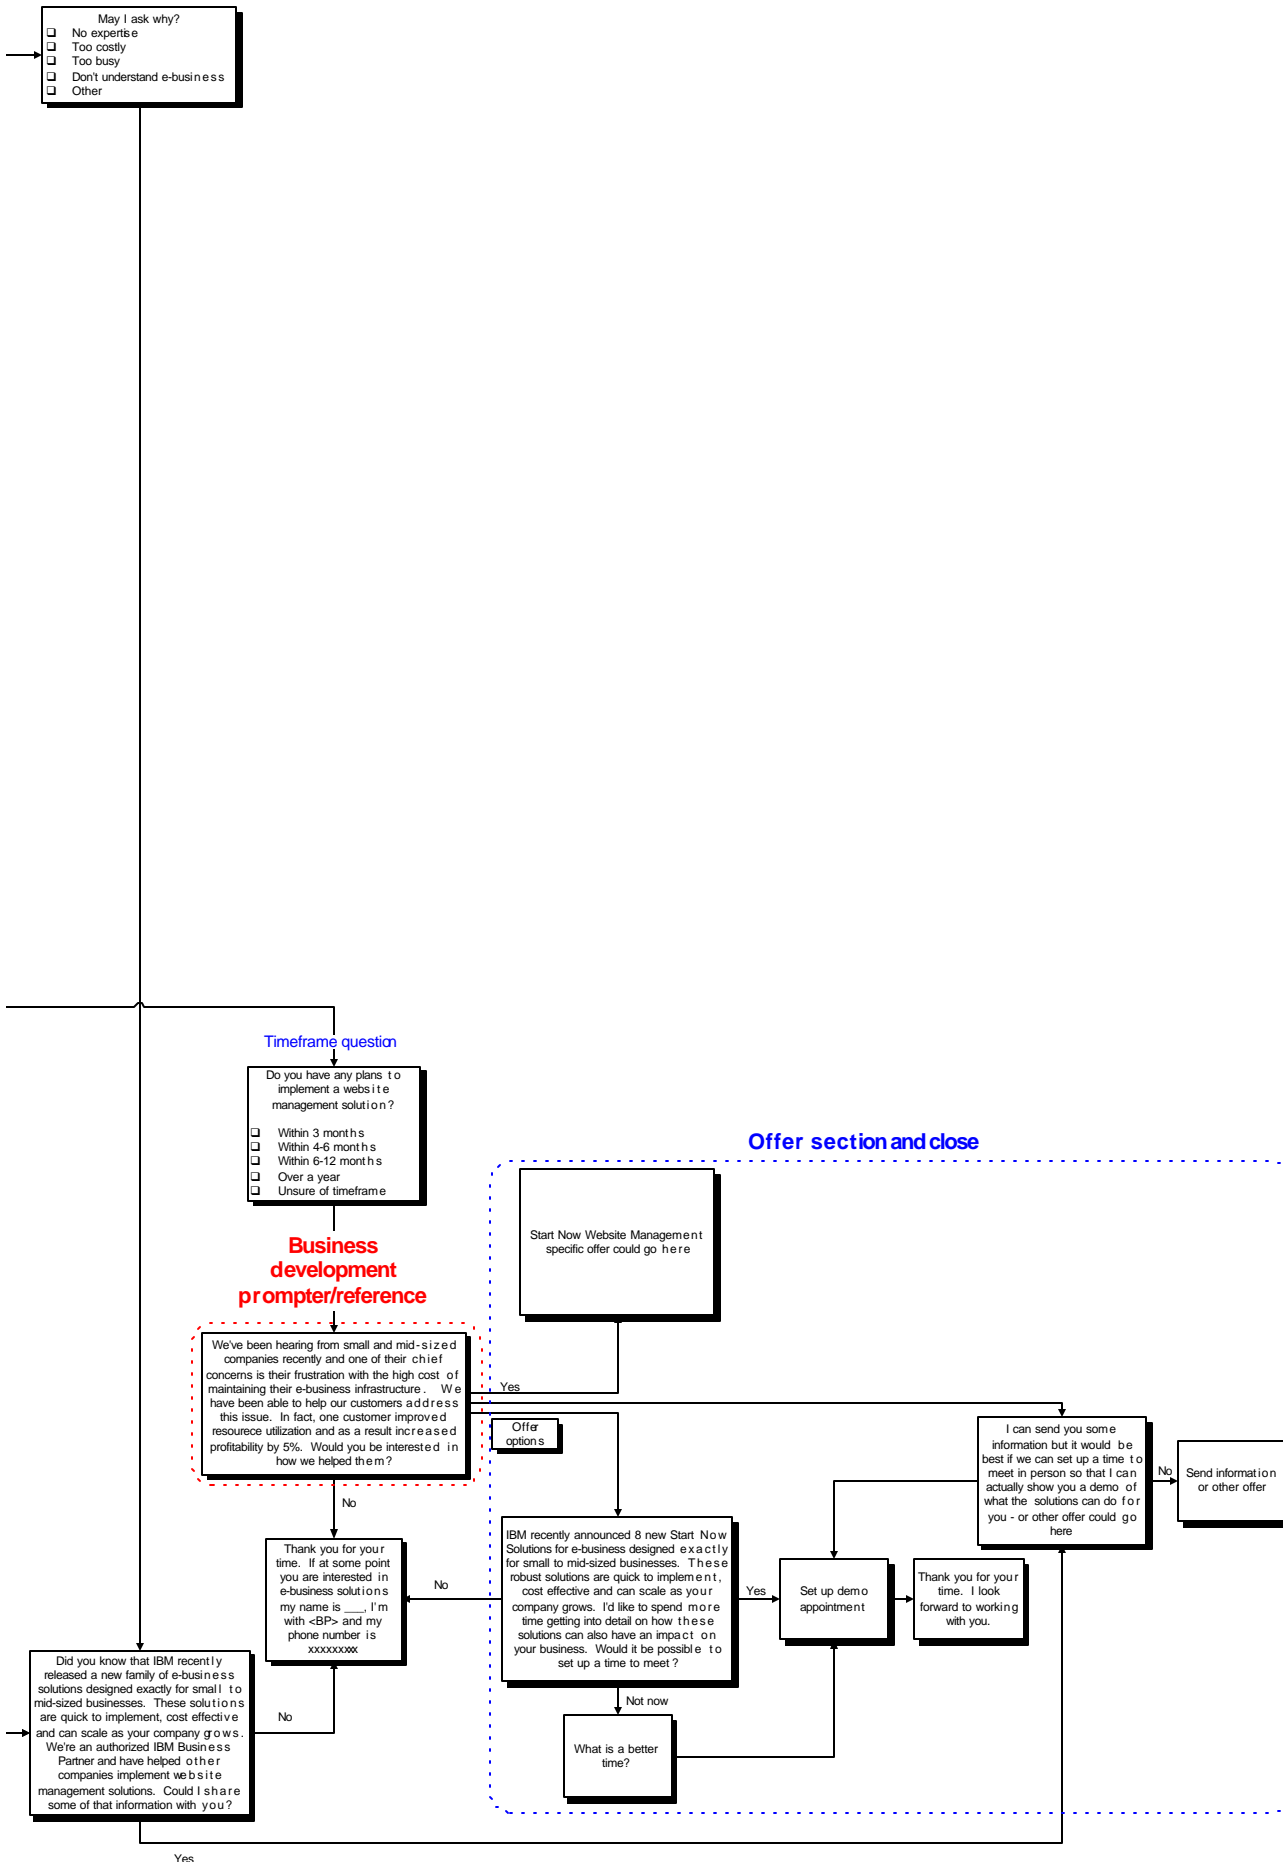 May I ask why?
No expertise
Too costly
Too busy
Don't understand e-business
Other
Timeframe question
Do you have any plans to
implement a website
management solution?
Within 3 months
Within 4-6 months
Within 6-12 months
Over a year
Unsure of timeframe
Business
development
prompter/reference
We've been hearing from small and mid-sized
companies recently and one of their chief
concerns is their frustration with the high cost of
maintaining their e-business infrastructure. We
have been able to help our customers address
this issue. In fact, one customer improved
resourece utilization and as a result increased
profitability by 5%. Would you be interested in
how we helped them?
No
Yes
Offer section and close
Start Now Website Management
specific offer could go here
Offer
options
Thank you for your
time. If at some point
you are interested in
e-business solutions
my name is ___, I'm
with <BP> and my
phone number is
xxxxxxxxx
No
IBM recently announced 8 new Start Now
Solutions for e-business designed exactly
for small to mid-sized businesses. These
robust solutions are quick to implement,
cost effective and can scale as your
company grows. I'd like to spend more
time getting into detail on how these
solutions can also have an impact on
your business. Would it be possible to
set up a time to meet?
Yes
Set up demo
appointment
Thank you for your
time. I look
forward to working
with you.
I can send you some
information but it would be
best if we can set up a time to
meet in person so that I can
actually show you a demo of
what the solutions can do for
you - or other offer could go
here
No
Send information
or other offer
Not now
What is a better
time?
Did you know that IBM recently
released a new family of e-business
solutions designed exactly for small to
mid-sized businesses. These solutions
are quick to implement, cost effective
and can scale as your company grows.
We're an authorized IBM Business
Partner and have helped other
companies implement website
management solutions. Could I share
some of that information with you?
No
Yes